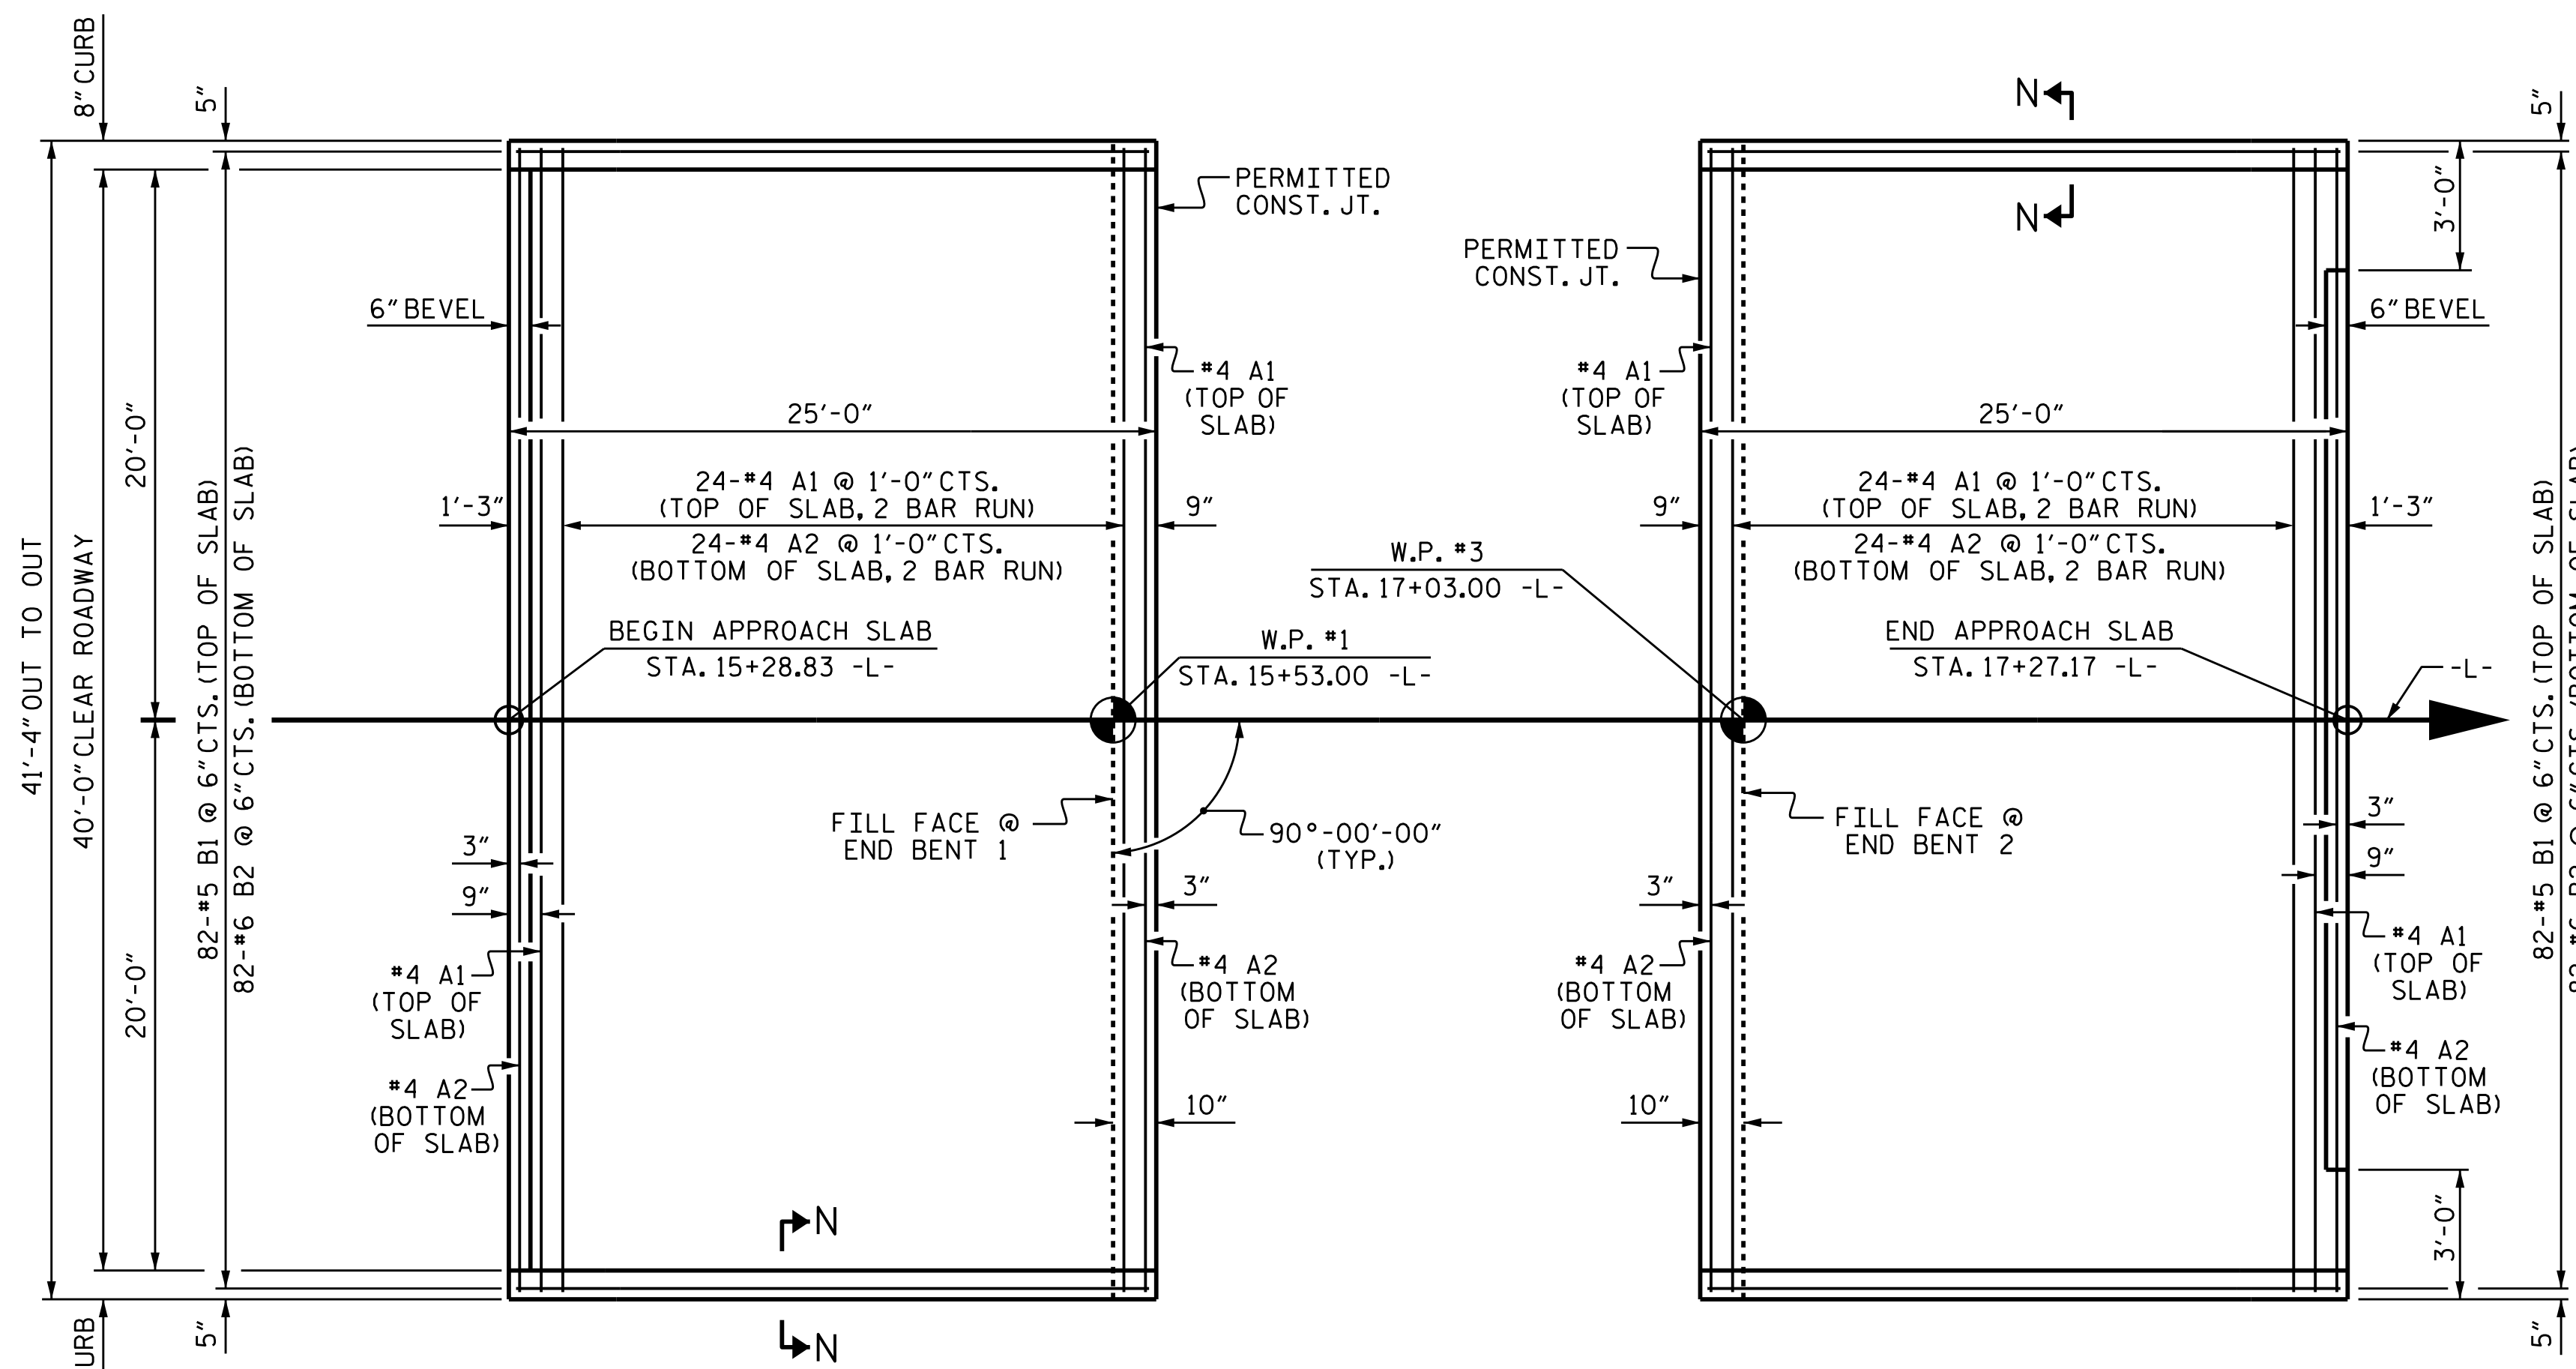 8" CURB
5"
41'-4" OUT TO OUT
40'-0" CLEAR ROADWAY
20'-0"
20'-0"
82-#5 B1 @ 6" CTS. (TOP OF SLAB)
82-#6 B2 @ 6" CTS. (BOTTOM OF SLAB)
URB
5"
6" BEVEL
25'-0"
1'-3"
24-#4 A1 @ 1'-0" CTS.
(TOP OF SLAB, 2 BAR RUN)
24-#4 A2 @ 1'-0" CTS.
(BOTTOM OF SLAB, 2 BAR RUN)
9"
BEGIN APPROACH SLAB
STA. 15+28.83 -L-
3"
9"
#4 A1
(TOP OF
SLAB)
#4 A2
(BOTTOM
OF SLAB)
N
N
PERMITTED
CONST. JT.
#4 A1
(TOP OF
SLAB)
W.P. #1
STA. 15+53.00 -L-
FILL FACE @
END BENT 1
90°-00'-00"
(TYP.)
3"
#4 A2
(BOTTOM
OF SLAB)
10"
PERMITTED
CONST. JT.
#4 A1
(TOP OF
SLAB)
9"
W.P. #3
STA. 17+03.00 -L-
3"
#4 A2
(BOTTOM
OF SLAB)
10"
N
N
25'-0"
24-#4 A1 @ 1'-0" CTS.
(TOP OF SLAB, 2 BAR RUN)
24-#4 A2 @ 1'-0" CTS.
(BOTTOM OF SLAB, 2 BAR RUN)
END APPROACH SLAB
STA. 17+27.17 -L-
FILL FACE @
END BENT 2
5"
3'-0"
6" BEVEL
1'-3"
-L-
3"
9"
#4 A1
(TOP OF
SLAB)
#4 A2
(BOTTOM
OF SLAB)
3'-0"
82-#5 B1 @ 6" CTS. (TOP OF SLAB)
5"